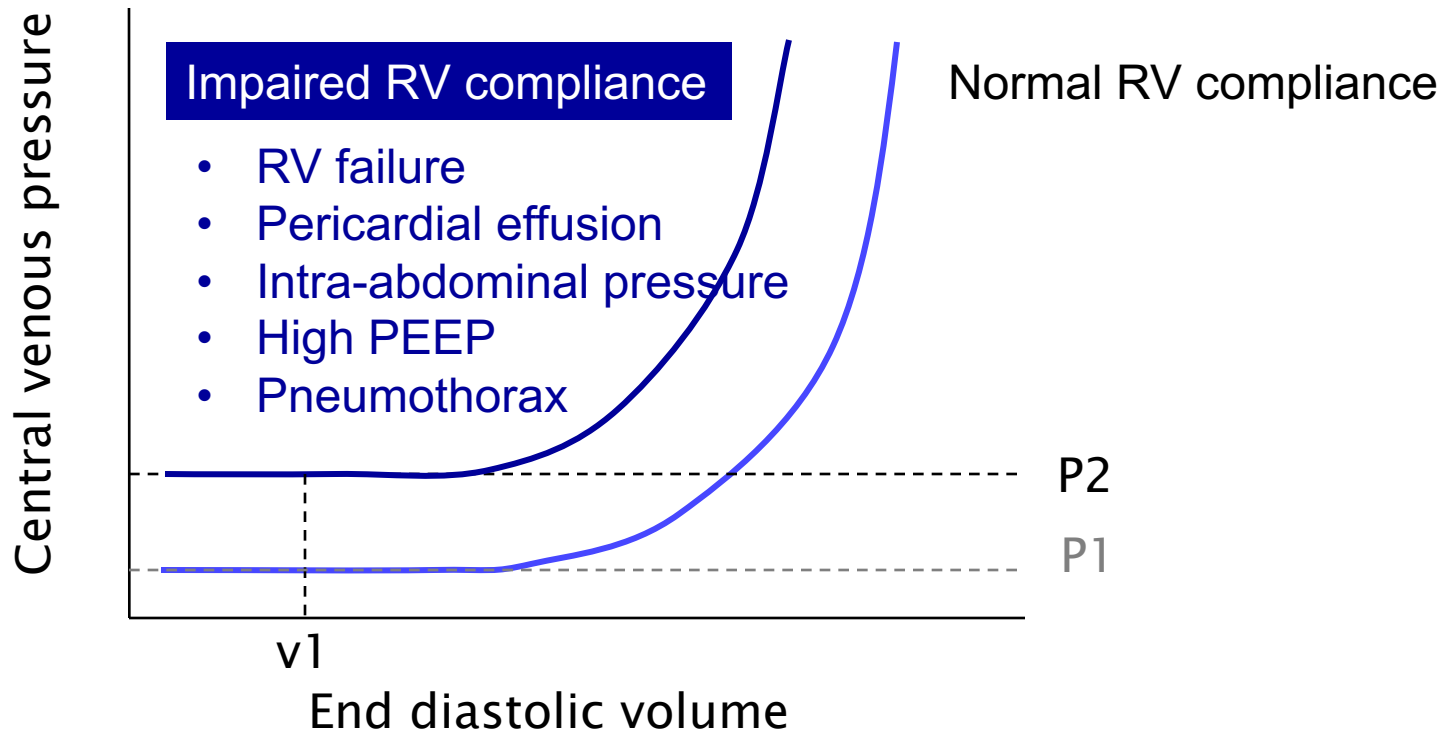 Central venous pressure
Impaired RV compliance
Normal RV compliance
• RV failure
• Pericardial effusion
• Intra-abdominal pressure
• High PEEP
• Pneumothorax
P2
P1
v1
End diastolic volume